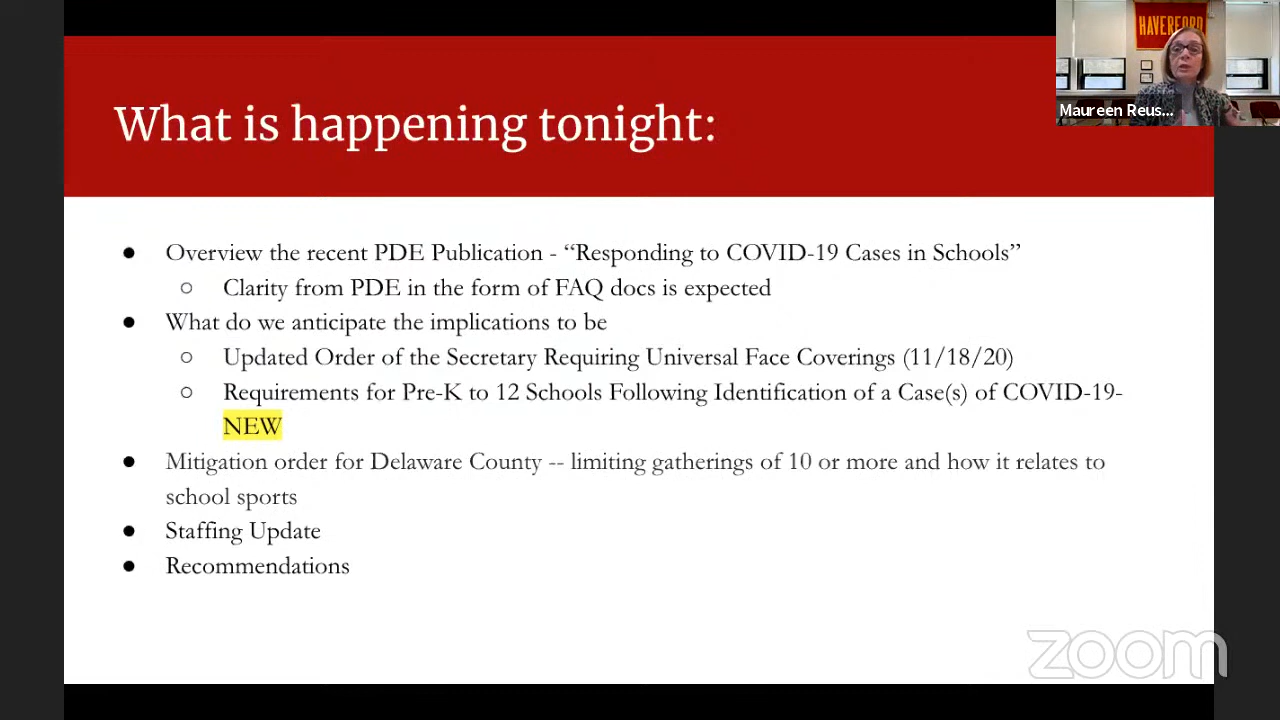 HAVERFORD
Maureen Reus...
What is happening tonight:
● Overview the recent PDE Publication - “Responding to COVID-19 Cases in Schools”
○ Clarity from PDE in the form of FAQ docs is expected
● What do we anticipate the implications to be
○ Updated Order of the Secretary Requiring Universal Face Coverings (11/18/20)
○ Requirements for Pre-K to 12 Schools Following Identification of a Case(s) of COVID-19-
NEW
● Mitigation order for Delaware County -- limiting gatherings of 10 or more and how it relates to
school sports
● Staffing Update
● Recommendations
zoom